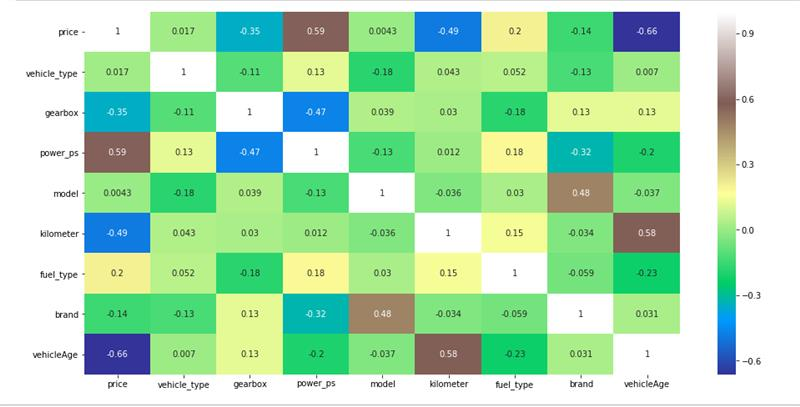 price 1 0.017 -0.35 0.59 0.0043 -0.49 0.2 -0.14 -0.66
vehicle_type 0.017 1 -0.11 0.13 -0.18 0.043 0.052 -0.13 0.007
gearbox -0.35 -0.11 1 -0.47 0.039 0.03 -0.18 0.13 0.13
power_ps 0.59 0.13 -0.47 1 -0.13 0.012 0.18 -0.32 -0.2
model 0.0043 -0.18 0.039 -0.13 1 -0.036 0.03 0.48 -0.037
kilometer -0.49 0.043 0.03 0.012 -0.036 1 0.15 -0.034 0.58
fuel_type 0.2 0.052 -0.18 0.18 0.03 0.15 1 -0.059 -0.23
brand -0.14 -0.13 0.13 -0.32 0.48 -0.034 -0.059 1 0.031
vehicleAge -0.66 0.007 0.13 -0.2 -0.037 0.58 -0.23 0.031 1
price vehicle_type gearbox power_ps model kilometer fuel_type brand vehicleAge
0.9
0.6
0.3
0.0
−0.3
−0.6